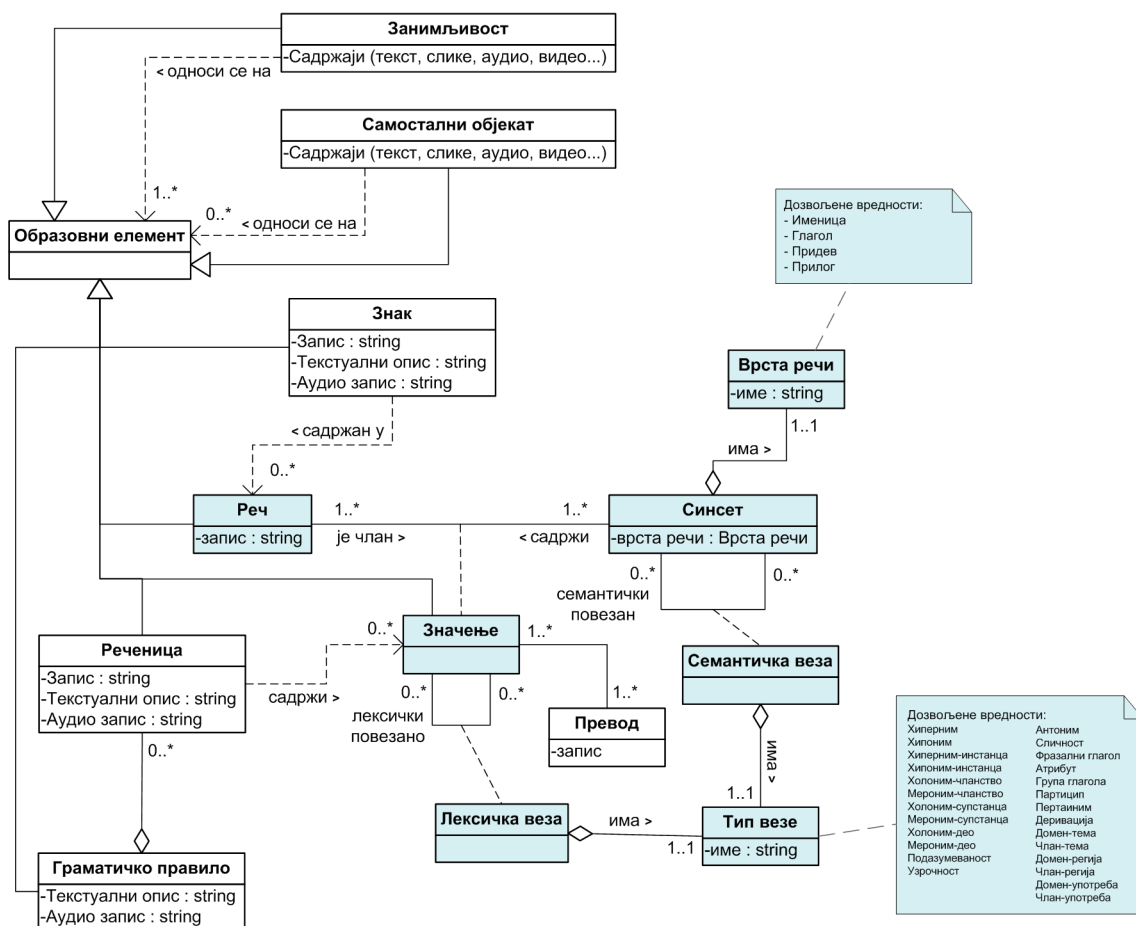 Занимљивост
-Садржаји (текст, слике, аудио, видео...)
< односи се на
Самостални објекат
-Садржаји (текст, слике, аудио, видео...)
1..*
0..*
< односи се на
Образовни елемент
Дозвољене вредности:
- Именица
- Глагол
- Придев
- Прилог
Знак
-Запис : string
-Текстуални опис : string
-Аудио запис : string
Врста речи
-име : string
1..1
има >
< садржан у
0..*
Реч
-запис : string
1..*
је члан >
1..*
< садржи
Синсет
-врста речи : Врста речи
0..*
0..*
семантички
повезан
Реченица
-Запис : string
-Текстуални опис : string
-Аудио запис : string
0..*
садржи >
0..*
Значење
1..*
0..*
0..*
лексички
повезано
1..*
Превод
-запис
Семантичка веза
има >
1..1
Лексичка веза
има >
1..1
Тип везе
-име : string
0..*
Граматичко правило
-Текстуални опис : string
-Аудио запис : string
Дозвољене вредности:
Хиперним
Хипоним
Хиперним-инстанца
Хипоним-инстанца
Холоним-чланство
Мероним-чланство
Холоним-супстанца
Мероним-супстанца
Холоним-део
Мероним-део
Подазумеваност
Узрочност
Антоним
Сличност
Фразални глагол
Атрибут
Група глагола
Партицип
Пертаиним
Деривација
Домен-тема
Члан-тема
Домен-регија
Члан-регија
Домен-употреба
Члан-употреба